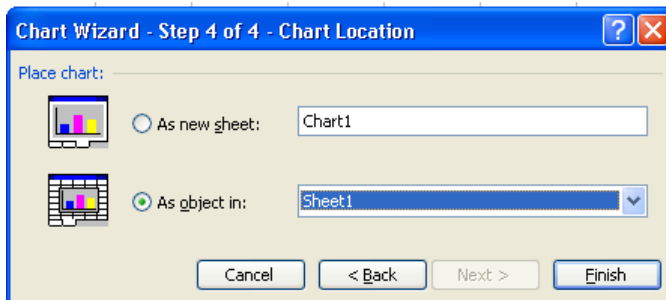 Chart Wizard - Step 4 of 4 - Chart Location
Place chart:
As new sheet: Chart1
As object in: Sheet1
Cancel < Back Next > Finish